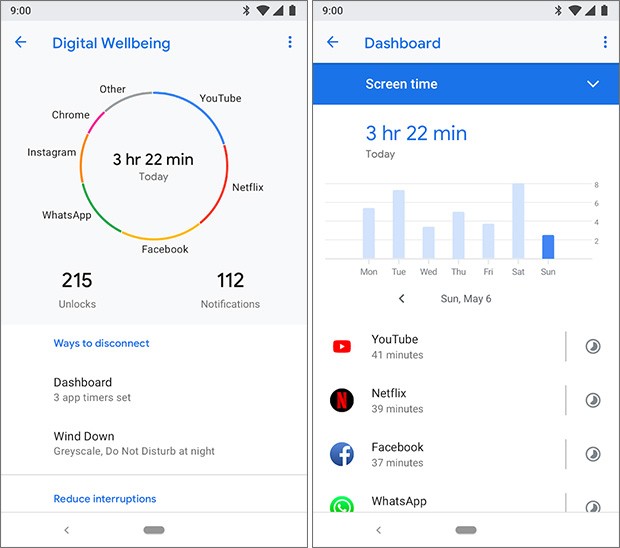 9:00
Digital Wellbeing
Other
YouTube
Chrome
Instagram
3 hr 22 min
Today
Netflix
WhatsApp
Facebook
215
112
Unlocks
Notifications
Ways to disconnect
Dashboard
3 app timers set
Wind Down
Greyscale, Do Not Disturb at night
Reduce interruptions
9:00
Dashboard
Screen time
3 hr 22 min
Today
8
6
4
2
Mon Tue Wed Thu Fri Sat Sun
Sun, May 6
YouTube
41 minutes
Netflix
39 minutes
Facebook
37 minutes
WhatsApp